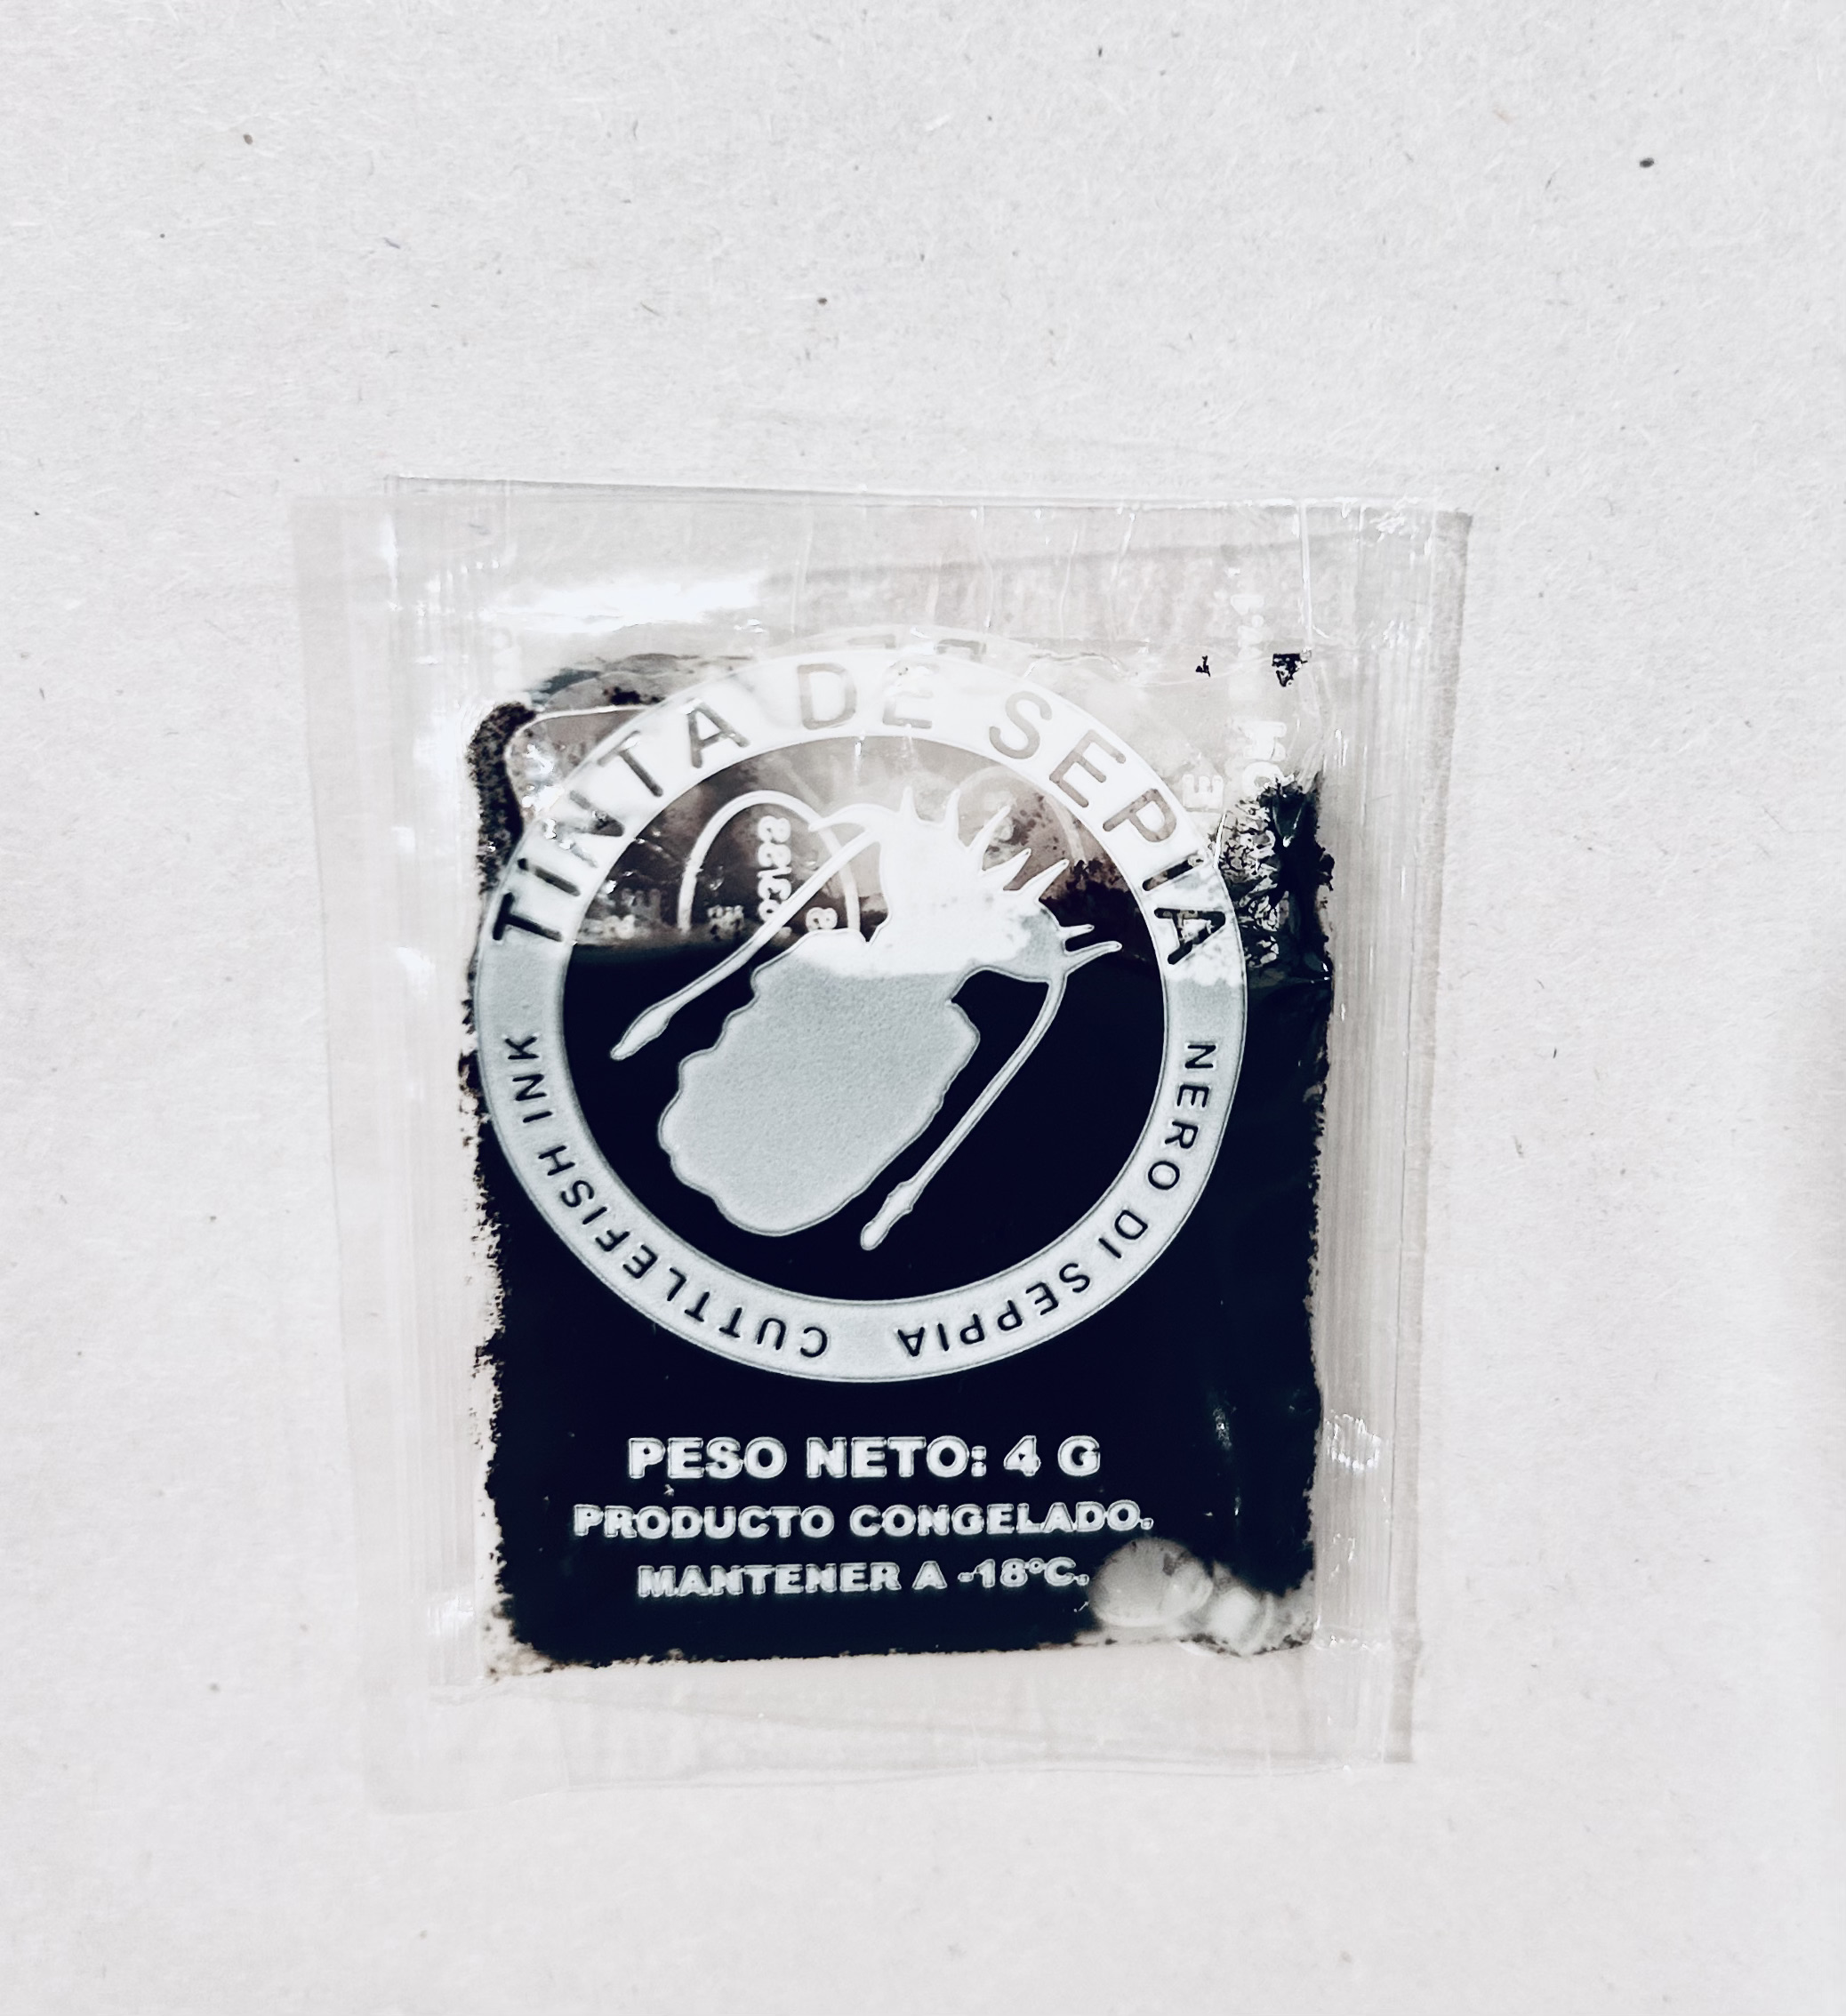 TINTA DE SEPIA
NERO DI SEPPIA
CUTTLEFISH INK
PESO NETO: 4 G
PRODUCTO CONGELADO.
MANTENER A -18°C.